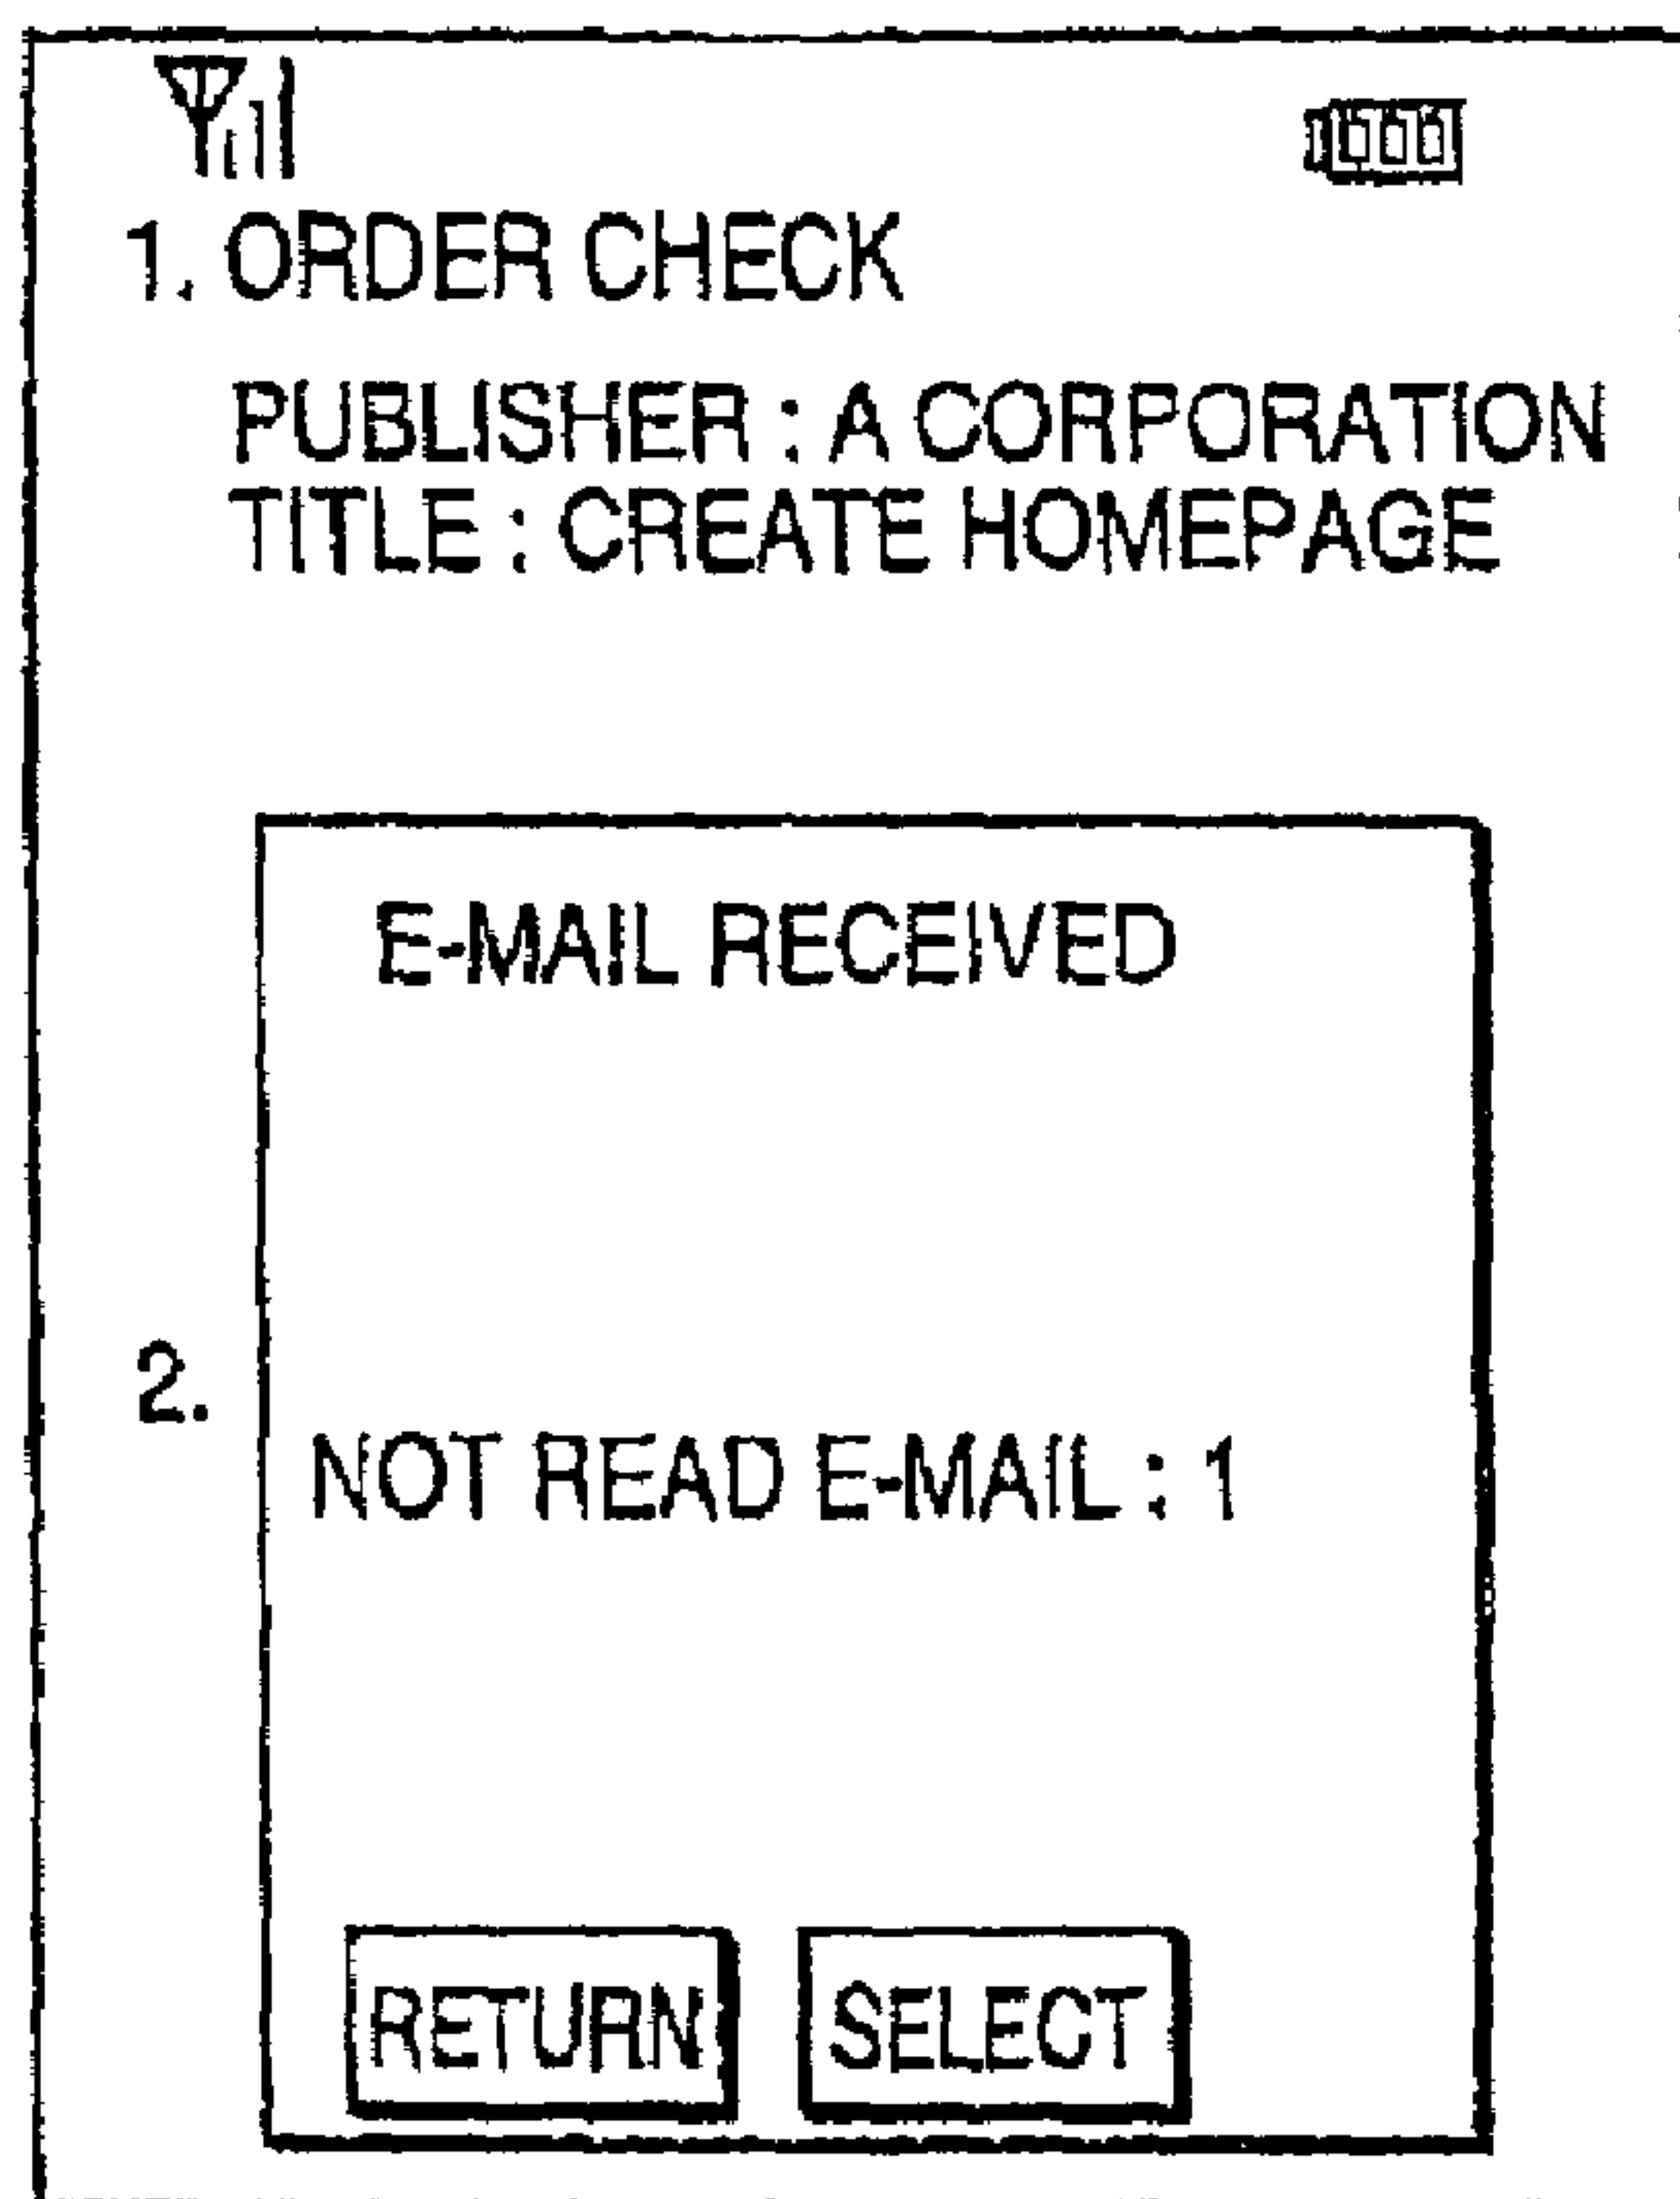 1. ORDER CHECK
PUBLISHER : A CORPORATION
TITLE : CREATE HOMEPAGE
E-MAIL RECEIVED
2.
NOT READ E-MAIL : 1
RETURN SELECT